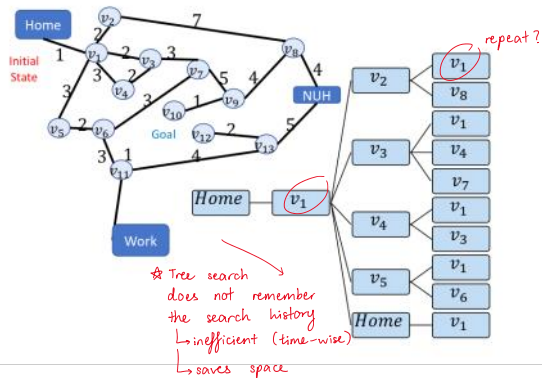 Home
Initial
State
1
v2
2
7
v1
2
v3
3
v8
repeat?
3
2
v4
v7
5
4
4
3
3
v10
1
v9
NUH
v5
2
v6
Goal
v12
2
5
3
1
v11
4
v13
Work
Home
v1
v2
v1
v8
v3
v1
v4
v7
v4
v1
v3
v5
v1
v6
Home
v1
☆ Tree search
does not remember
the search history
↳ inefficient (time-wise)
↳ saves space